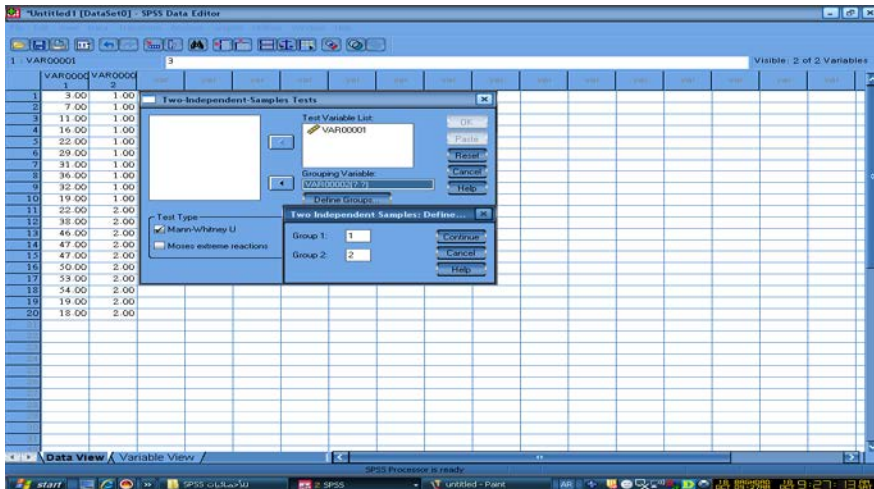 *Untitled1 [DataSet0] - SPSS Data Editor
1 : VAR00001
3
Visible: 2 of 2 Variables
VAR0000 1 VAR0000 2
1 3.00 1.00
2 7.00 1.00
3 11.00 1.00
4 16.00 1.00
5 22.00 1.00
6 29.00 1.00
7 31.00 1.00
8 36.00 1.00
9 32.00 1.00
10 19.00 1.00
11 22.00 2.00
12 38.00 2.00
13 46.00 2.00
14 47.00 2.00
15 47.00 2.00
16 50.00 2.00
17 53.00 2.00
18 54.00 2.00
19 19.00 2.00
20 18.00 2.00
Two-Independent-Samples Tests
Test Variable List:
VAR00001
OK
Paste
Reset
Cancel
Help
Grouping Variable:
VAR00002(? ?)
Define Groups...
Test Type
Mann-Whitney U
Moses extreme reactions
Two Independent Samples: Define...
Group 1: 1
Group 2: 2
Continue
Cancel
Help
Data View
Variable View
SPSS Processor is ready
start
2 SPSS
untitled - Paint
AR